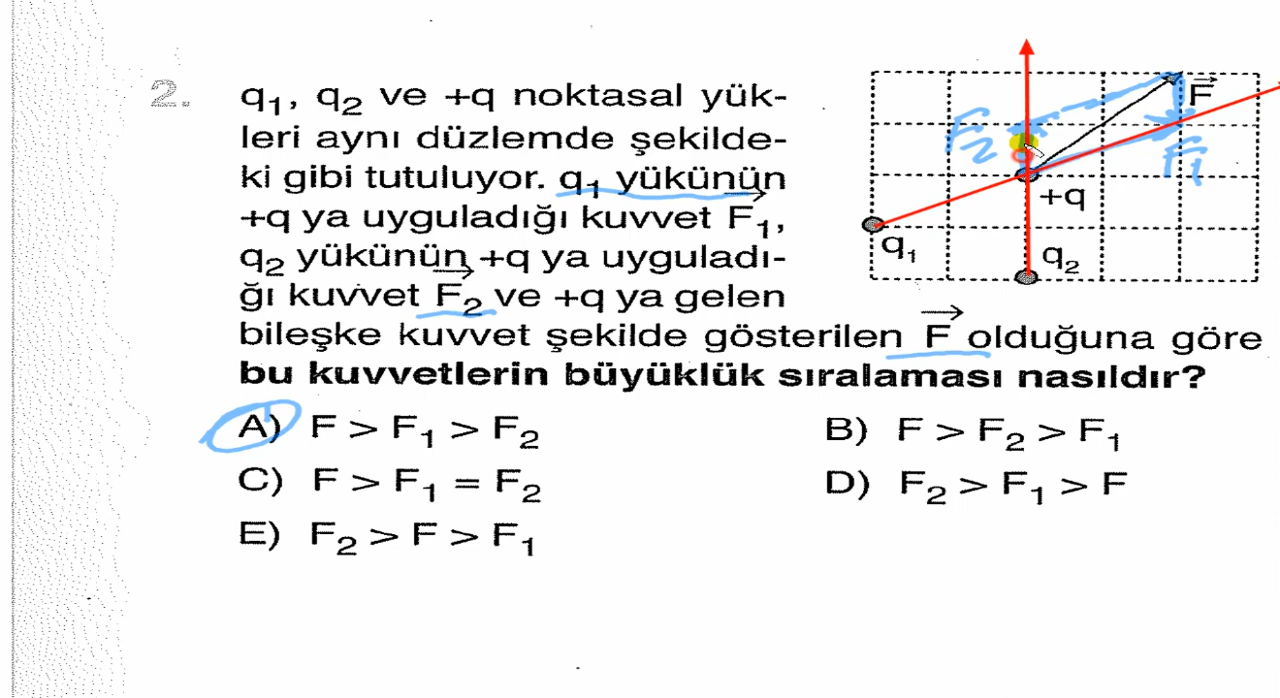 2.
q₁, q₂ ve +q noktasal yük-
leri aynı düzlemde şekilde-
ki gibi tutuluyor. q₁ yükünün
+q ya uyguladığı kuvvet F⃗₁,
q₂ yükünün +q ya uyguladı-
ğı kuvvet F⃗₂ ve +q ya gelen
bileşke kuvvet şekilde gösterilen F⃗ olduğuna göre
bu kuvvetlerin büyüklük sıralaması nasıldır?
F⃗
F₂
F₁
+q
q₁
q₂
A) F > F₁ > F₂
B) F > F₂ > F₁
C) F > F₁ = F₂
D) F₂ > F₁ > F
E) F₂ > F > F₁